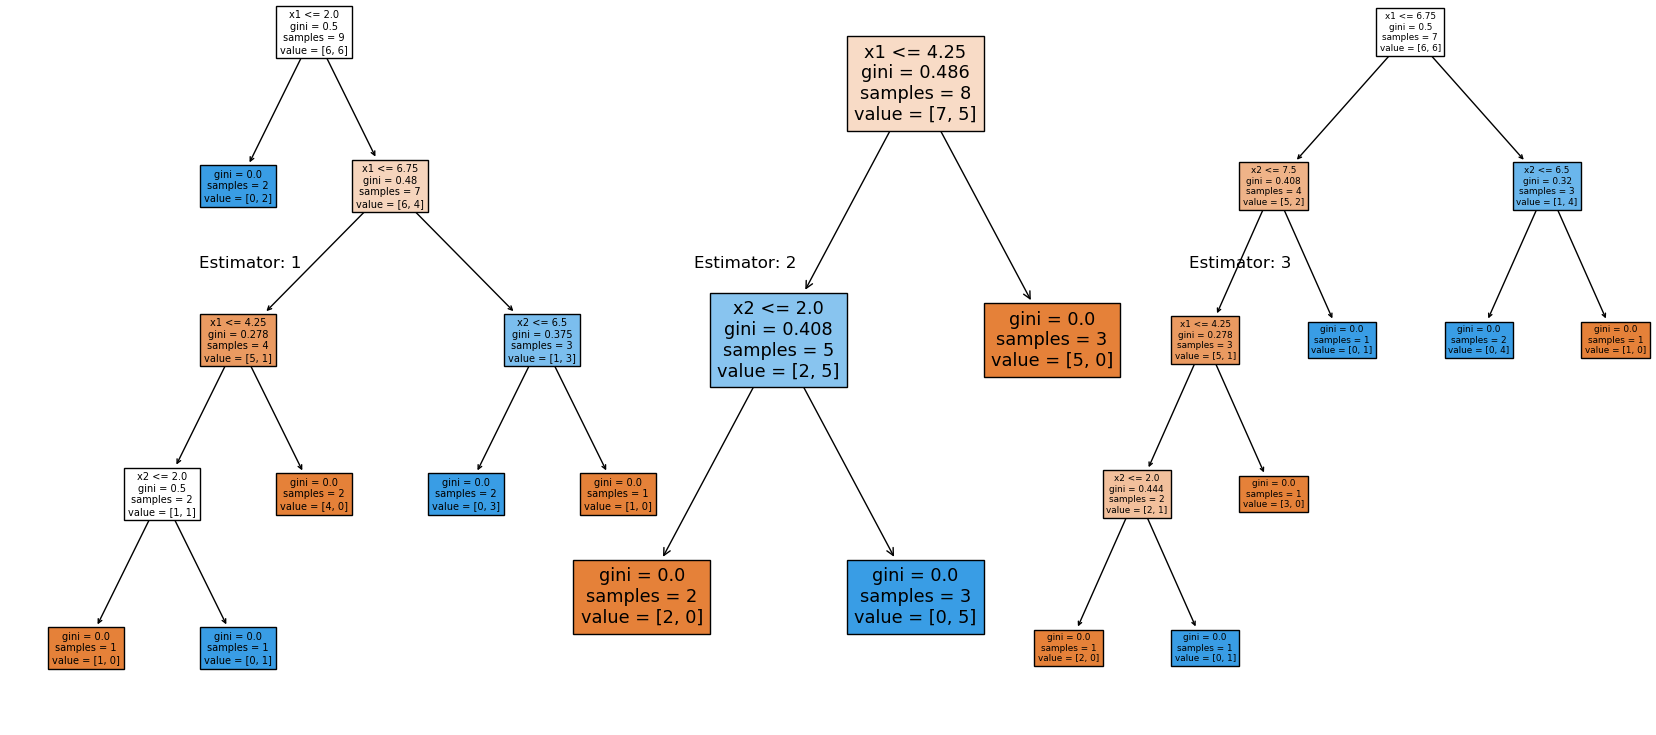 x1 <= 2.0
gini = 0.5
samples = 9
value = [6, 6]
gini = 0.0
samples = 2
value = [0, 2]
x1 <= 6.75
gini = 0.48
samples = 7
value = [6, 4]
Estimator: 1
x1 <= 4.25
gini = 0.278
samples = 4
value = [5, 1]
x2 <= 6.5
gini = 0.375
samples = 3
value = [1, 3]
x2 <= 2.0
gini = 0.5
samples = 2
value = [1, 1]
gini = 0.0
samples = 2
value = [4, 0]
gini = 0.0
samples = 2
value = [0, 3]
gini = 0.0
samples = 1
value = [1, 0]
gini = 0.0
samples = 1
value = [1, 0]
gini = 0.0
samples = 1
value = [0, 1]
x1 <= 4.25
gini = 0.486
samples = 8
value = [7, 5]
Estimator: 2
x2 <= 2.0
gini = 0.408
samples = 5
value = [2, 5]
gini = 0.0
samples = 3
value = [5, 0]
gini = 0.0
samples = 2
value = [2, 0]
gini = 0.0
samples = 3
value = [0, 5]
x1 <= 6.75
gini = 0.5
samples = 7
value = [6, 6]
x2 <= 7.5
gini = 0.408
samples = 4
value = [5, 2]
x2 <= 6.5
gini = 0.32
samples = 3
value = [1, 4]
Estimator: 3
x1 <= 4.25
gini = 0.278
samples = 3
value = [5, 1]
gini = 0.0
samples = 1
value = [0, 1]
gini = 0.0
samples = 2
value = [0, 4]
gini = 0.0
samples = 1
value = [1, 0]
x2 <= 2.0
gini = 0.444
samples = 2
value = [2, 1]
gini = 0.0
samples = 1
value = [3, 0]
gini = 0.0
samples = 1
value = [2, 0]
gini = 0.0
samples = 1
value = [0, 1]